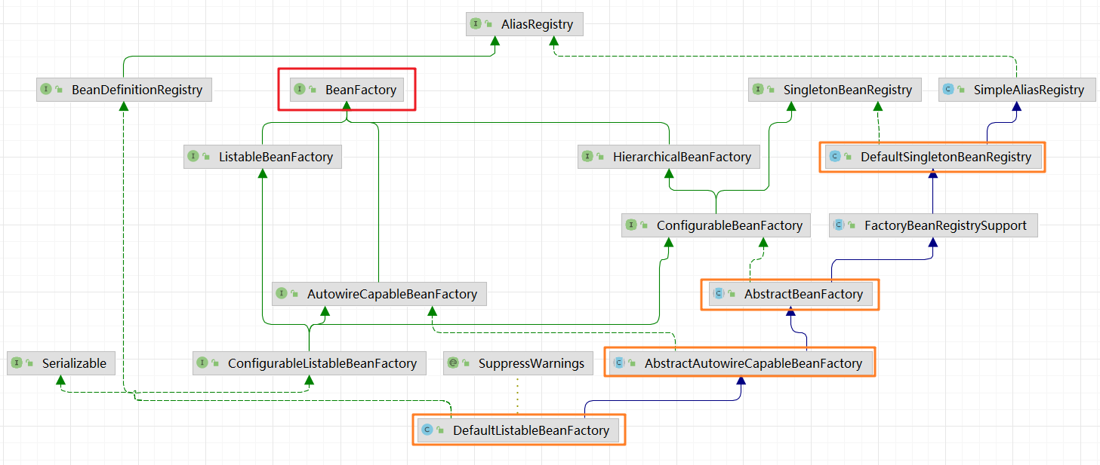 AliasRegistry
BeanDefinitionRegistry
BeanFactory
SingletonBeanRegistry
SimpleAliasRegistry
ListableBeanFactory
HierarchicalBeanFactory
DefaultSingletonBeanRegistry
ConfigurableBeanFactory
FactoryBeanRegistrySupport
AutowireCapableBeanFactory
AbstractBeanFactory
Serializable
ConfigurableListableBeanFactory
SuppressWarnings
AbstractAutowireCapableBeanFactory
DefaultListableBeanFactory